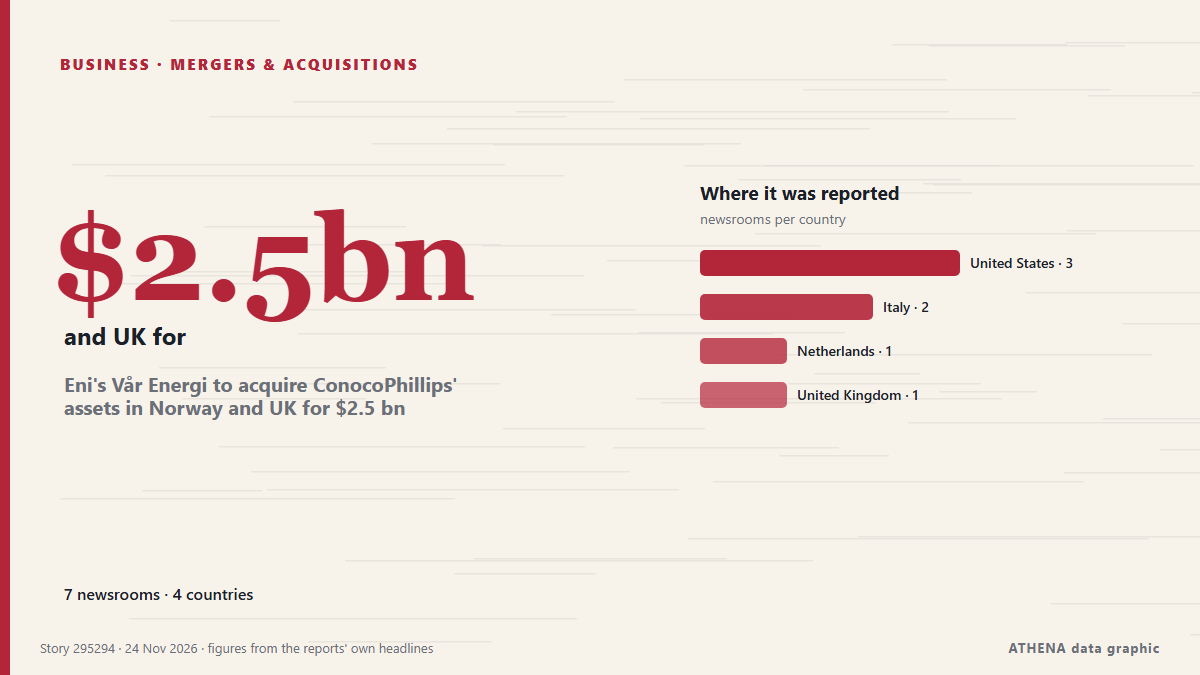 BUSINESS · MERGERS & ACQUISITIONS
$2.5bn
and UK for
Eni's Vår Energi to acquire ConocoPhillips'
assets in Norway and UK for $2.5 bn
Where it was reported
newsrooms per country
United States · 3
Italy · 2
Netherlands · 1
United Kingdom · 1
7 newsrooms · 4 countries
Story 295294 · 24 Nov 2026 · figures from the reports' own headlines
ATHENA data graphic